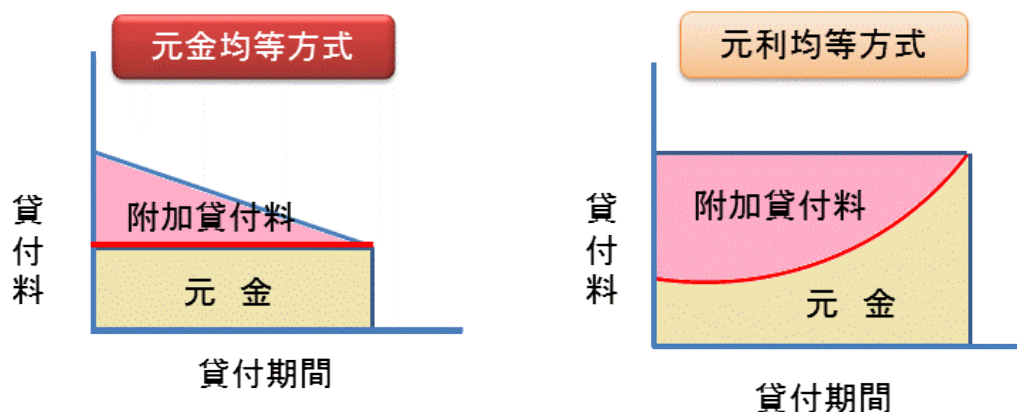 元金均等方式
附加貸付料
元 金
貸付料
貸付期間
元利均等方式
附加貸付料
元 金
貸付料
貸付期間